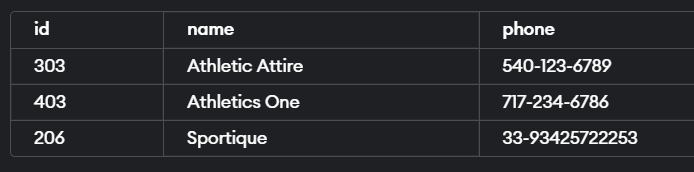 id name phone
303 Athletic Attire 540-123-6789
403 Athletics One 717-234-6786
206 Sportique 33-93425722253